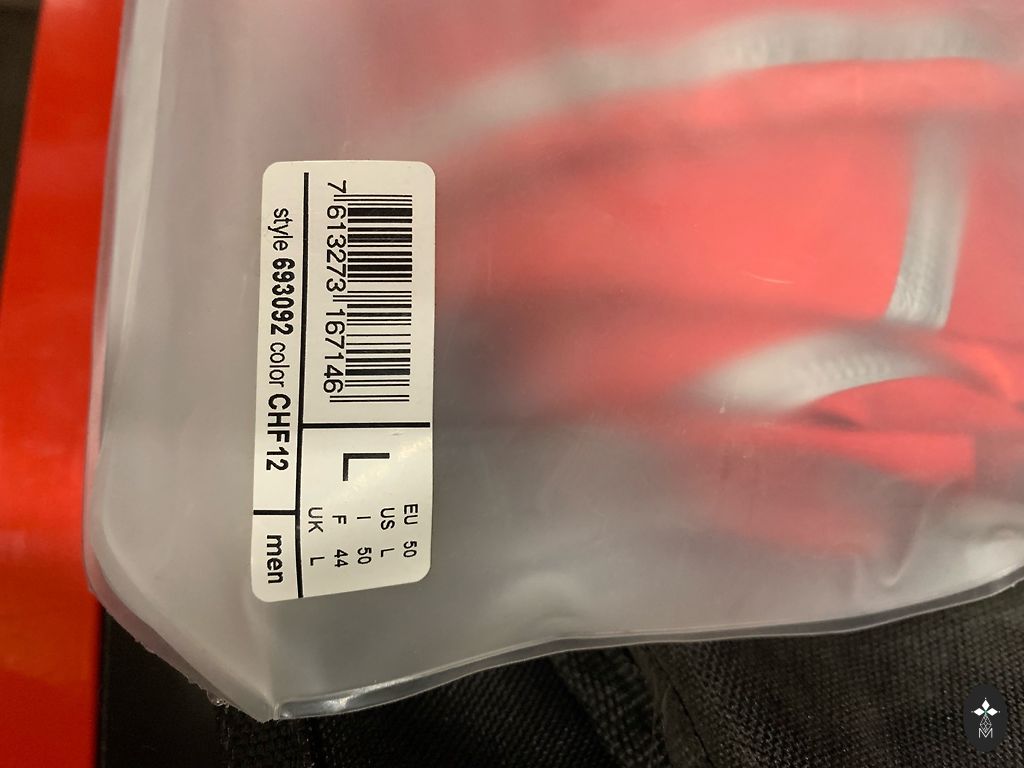 7 613273 167146
style 693092 color CHF12
L
EU 50
US L
I 50
F 44
UK L
men
M